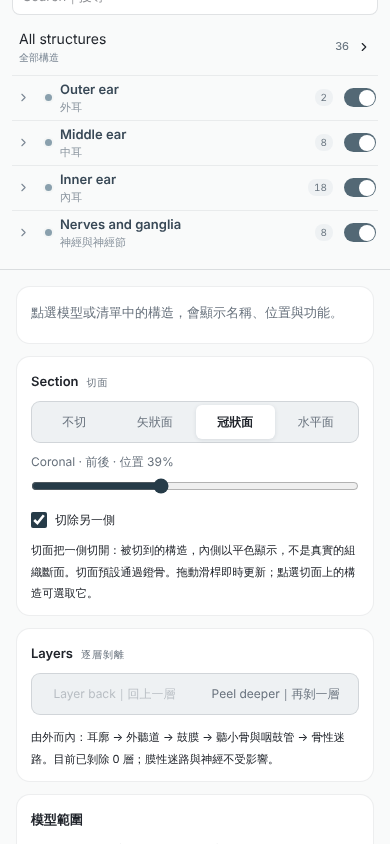 Search | 搜尋
All structures
36
全部構造
Outer ear
2
外耳
Middle ear
8
中耳
Inner ear
18
內耳
Nerves and ganglia
8
神經與神經節
點選模型或清單中的構造，會顯示名稱、位置與功能。
Section 切面
不切 矢狀面 冠狀面 水平面
Coronal · 前後 · 位置 39%
切除另一側
切面把一側切開：被切到的構造，內側以平色顯示，不是真實的組
織斷面。切面預設通過鐙骨。拖動滑桿即時更新；點選切面上的構
造可選取它。
Layers 逐層剝離
Layer back | 回上一層 Peel deeper | 再剝一層
由外而內：耳廓 → 外聽道 → 鼓膜 → 聽小骨與咽鼓管 → 骨性迷
路。目前已剝除 0 層；膜性迷路與神經不受影響。
模型範圍